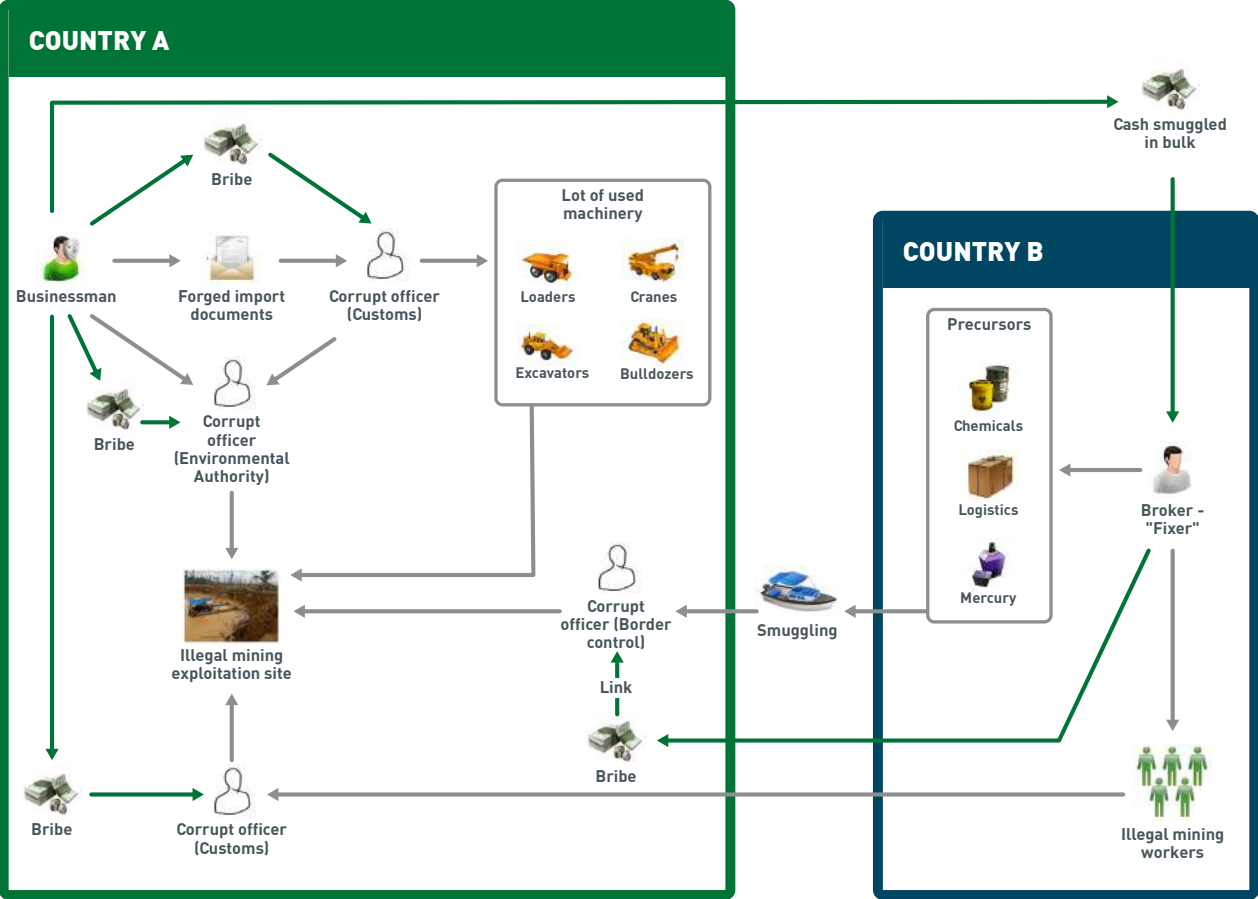 COUNTRY A
Cash smuggled
in bulk
Bribe
Lot of used
machinery
COUNTRY B
Businessman
Forged import
documents
Corrupt officer
(Customs)
Loaders
Cranes
Excavators
Bulldozers
Precursors
Chemicals
Logistics
Mercury
Bribe
Corrupt
officer
(Environmental
Authority)
Broker -
"Fixer"
Illegal mining
exploitation site
Corrupt
officer (Border
control)
Smuggling
Link
Bribe
Bribe
Corrupt officer
(Customs)
Illegal mining
workers